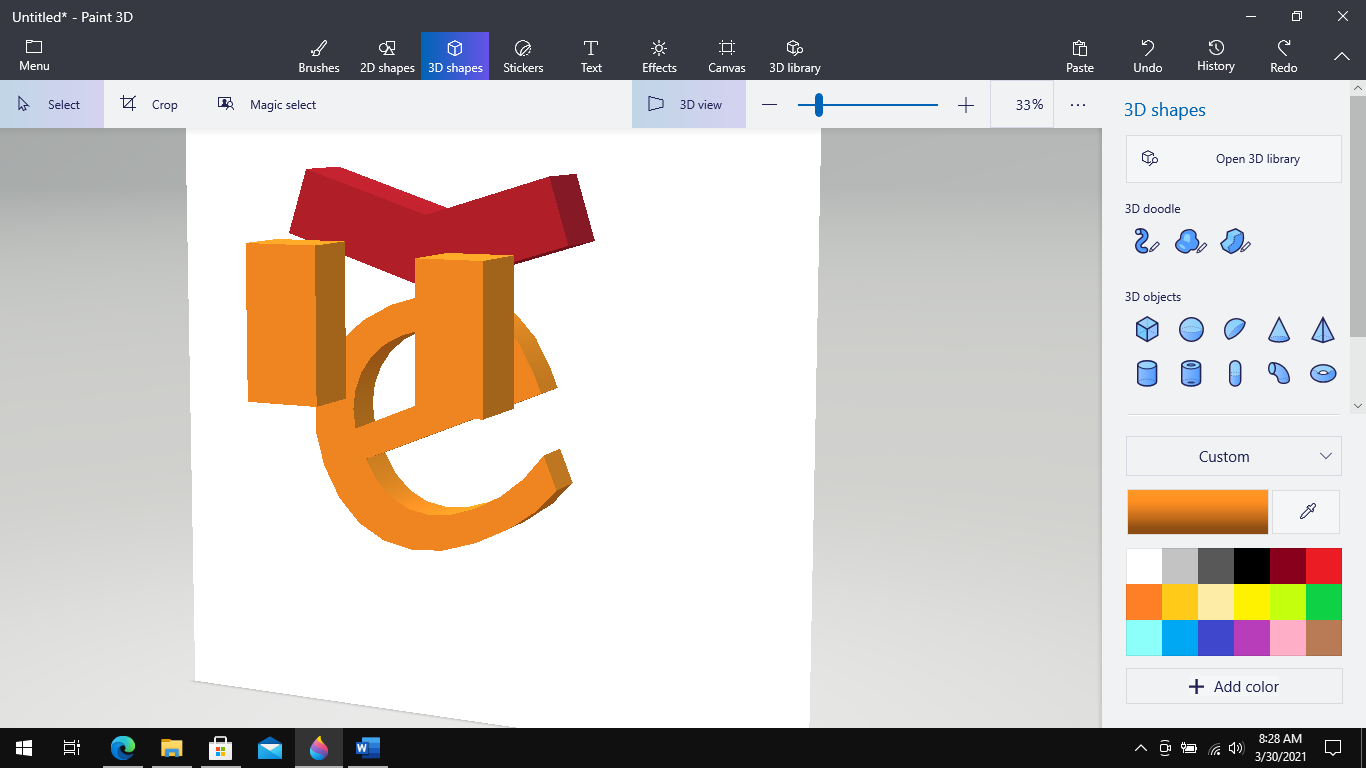 Untitled* - Paint 3D
Menu
Brushes
2D shapes
3D shapes
Stickers
Text
Effects
Canvas
3D library
Paste
Undo
History
Redo
Select
Crop
Magic select
3D view
33%
3D shapes
Open 3D library
3D doodle
3D objects
e
Custom
Add color
8:28 AM
3/30/2021